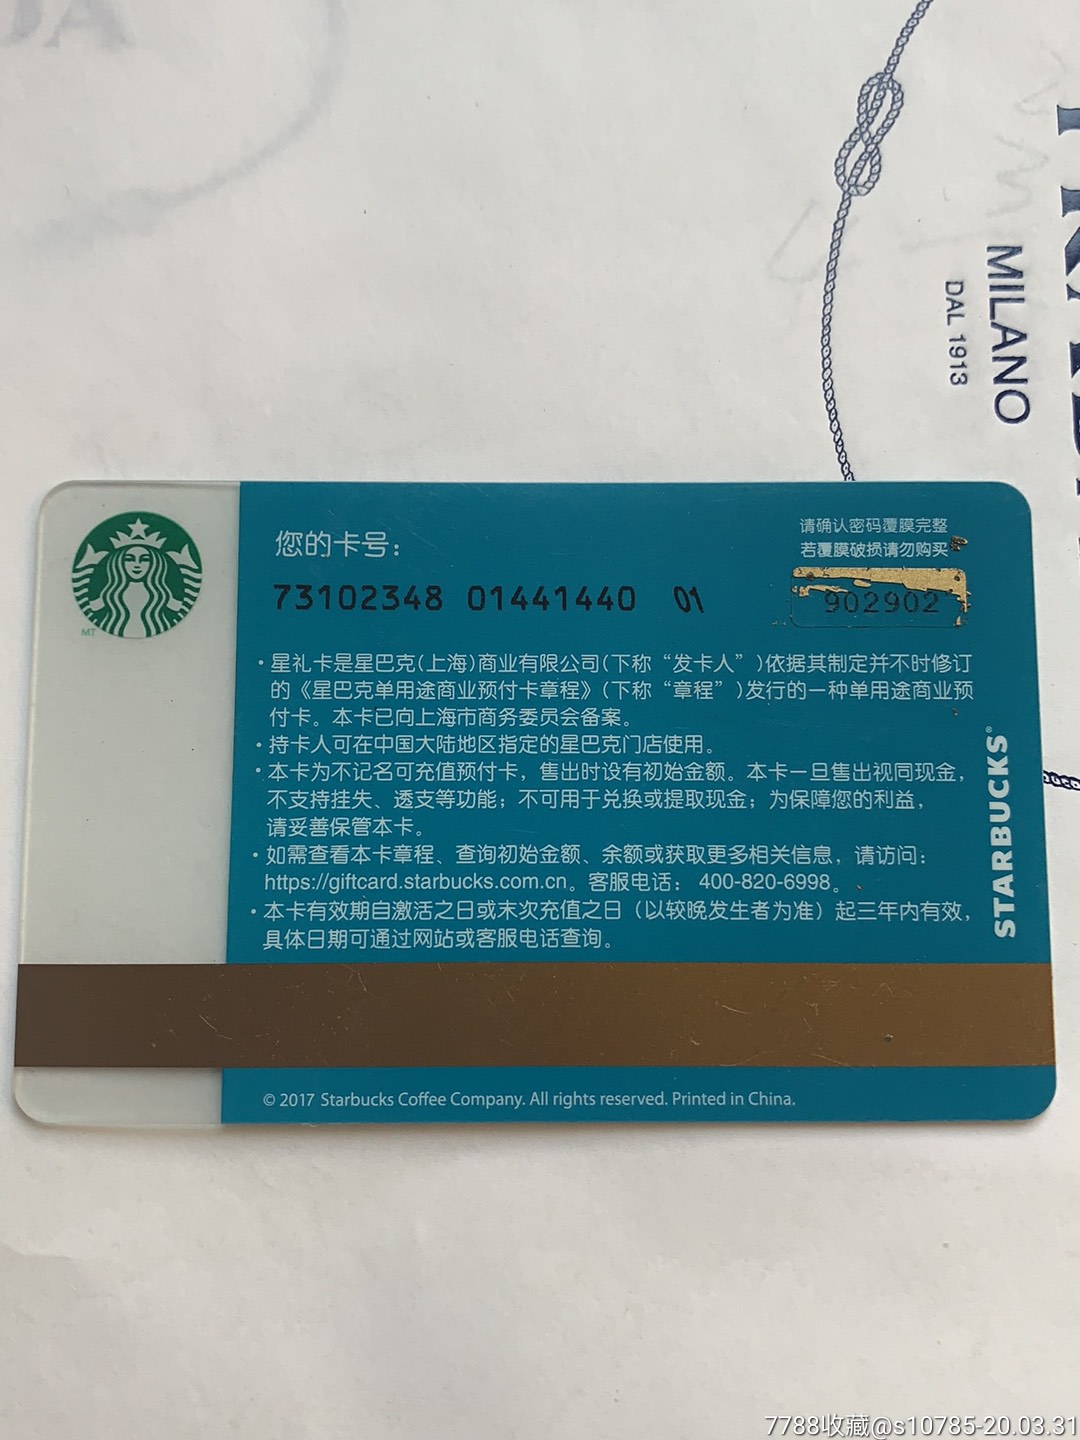 MILANO
DAL 1913
MT
您的卡号：
73102348 01441440 01
请确认密码覆膜完整
若覆膜破损请勿购买
902902
·星礼卡是星巴克(上海)商业有限公司(下称“发卡人”)依据其制定并不时修订
的《星巴克单用途商业预付卡章程》(下称“章程”)发行的一种单用途商业预
付卡。本卡已向上海市商务委员会备案。
·持卡人可在中国大陆地区指定的星巴克门店使用。
·本卡为不记名可充值预付卡，售出时设有初始金额。本卡一旦售出视同现金，
不支持挂失、透支等功能；不可用于兑换或提取现金；为保障您的利益，
请妥善保管本卡。
·如需查看本卡章程、查询初始金额、余额或获取更多相关信息，请访问：
https://giftcard.starbucks.com.cn。客服电话： 400-820-6998。
·本卡有效期自激活之日或末次充值之日（以较晚发生者为准）起三年内有效，
具体日期可通过网站或客服电话查询。
STARBUCKS®
© 2017 Starbucks Coffee Company. All rights reserved. Printed in China.
7788收藏@s10785-20.03.31